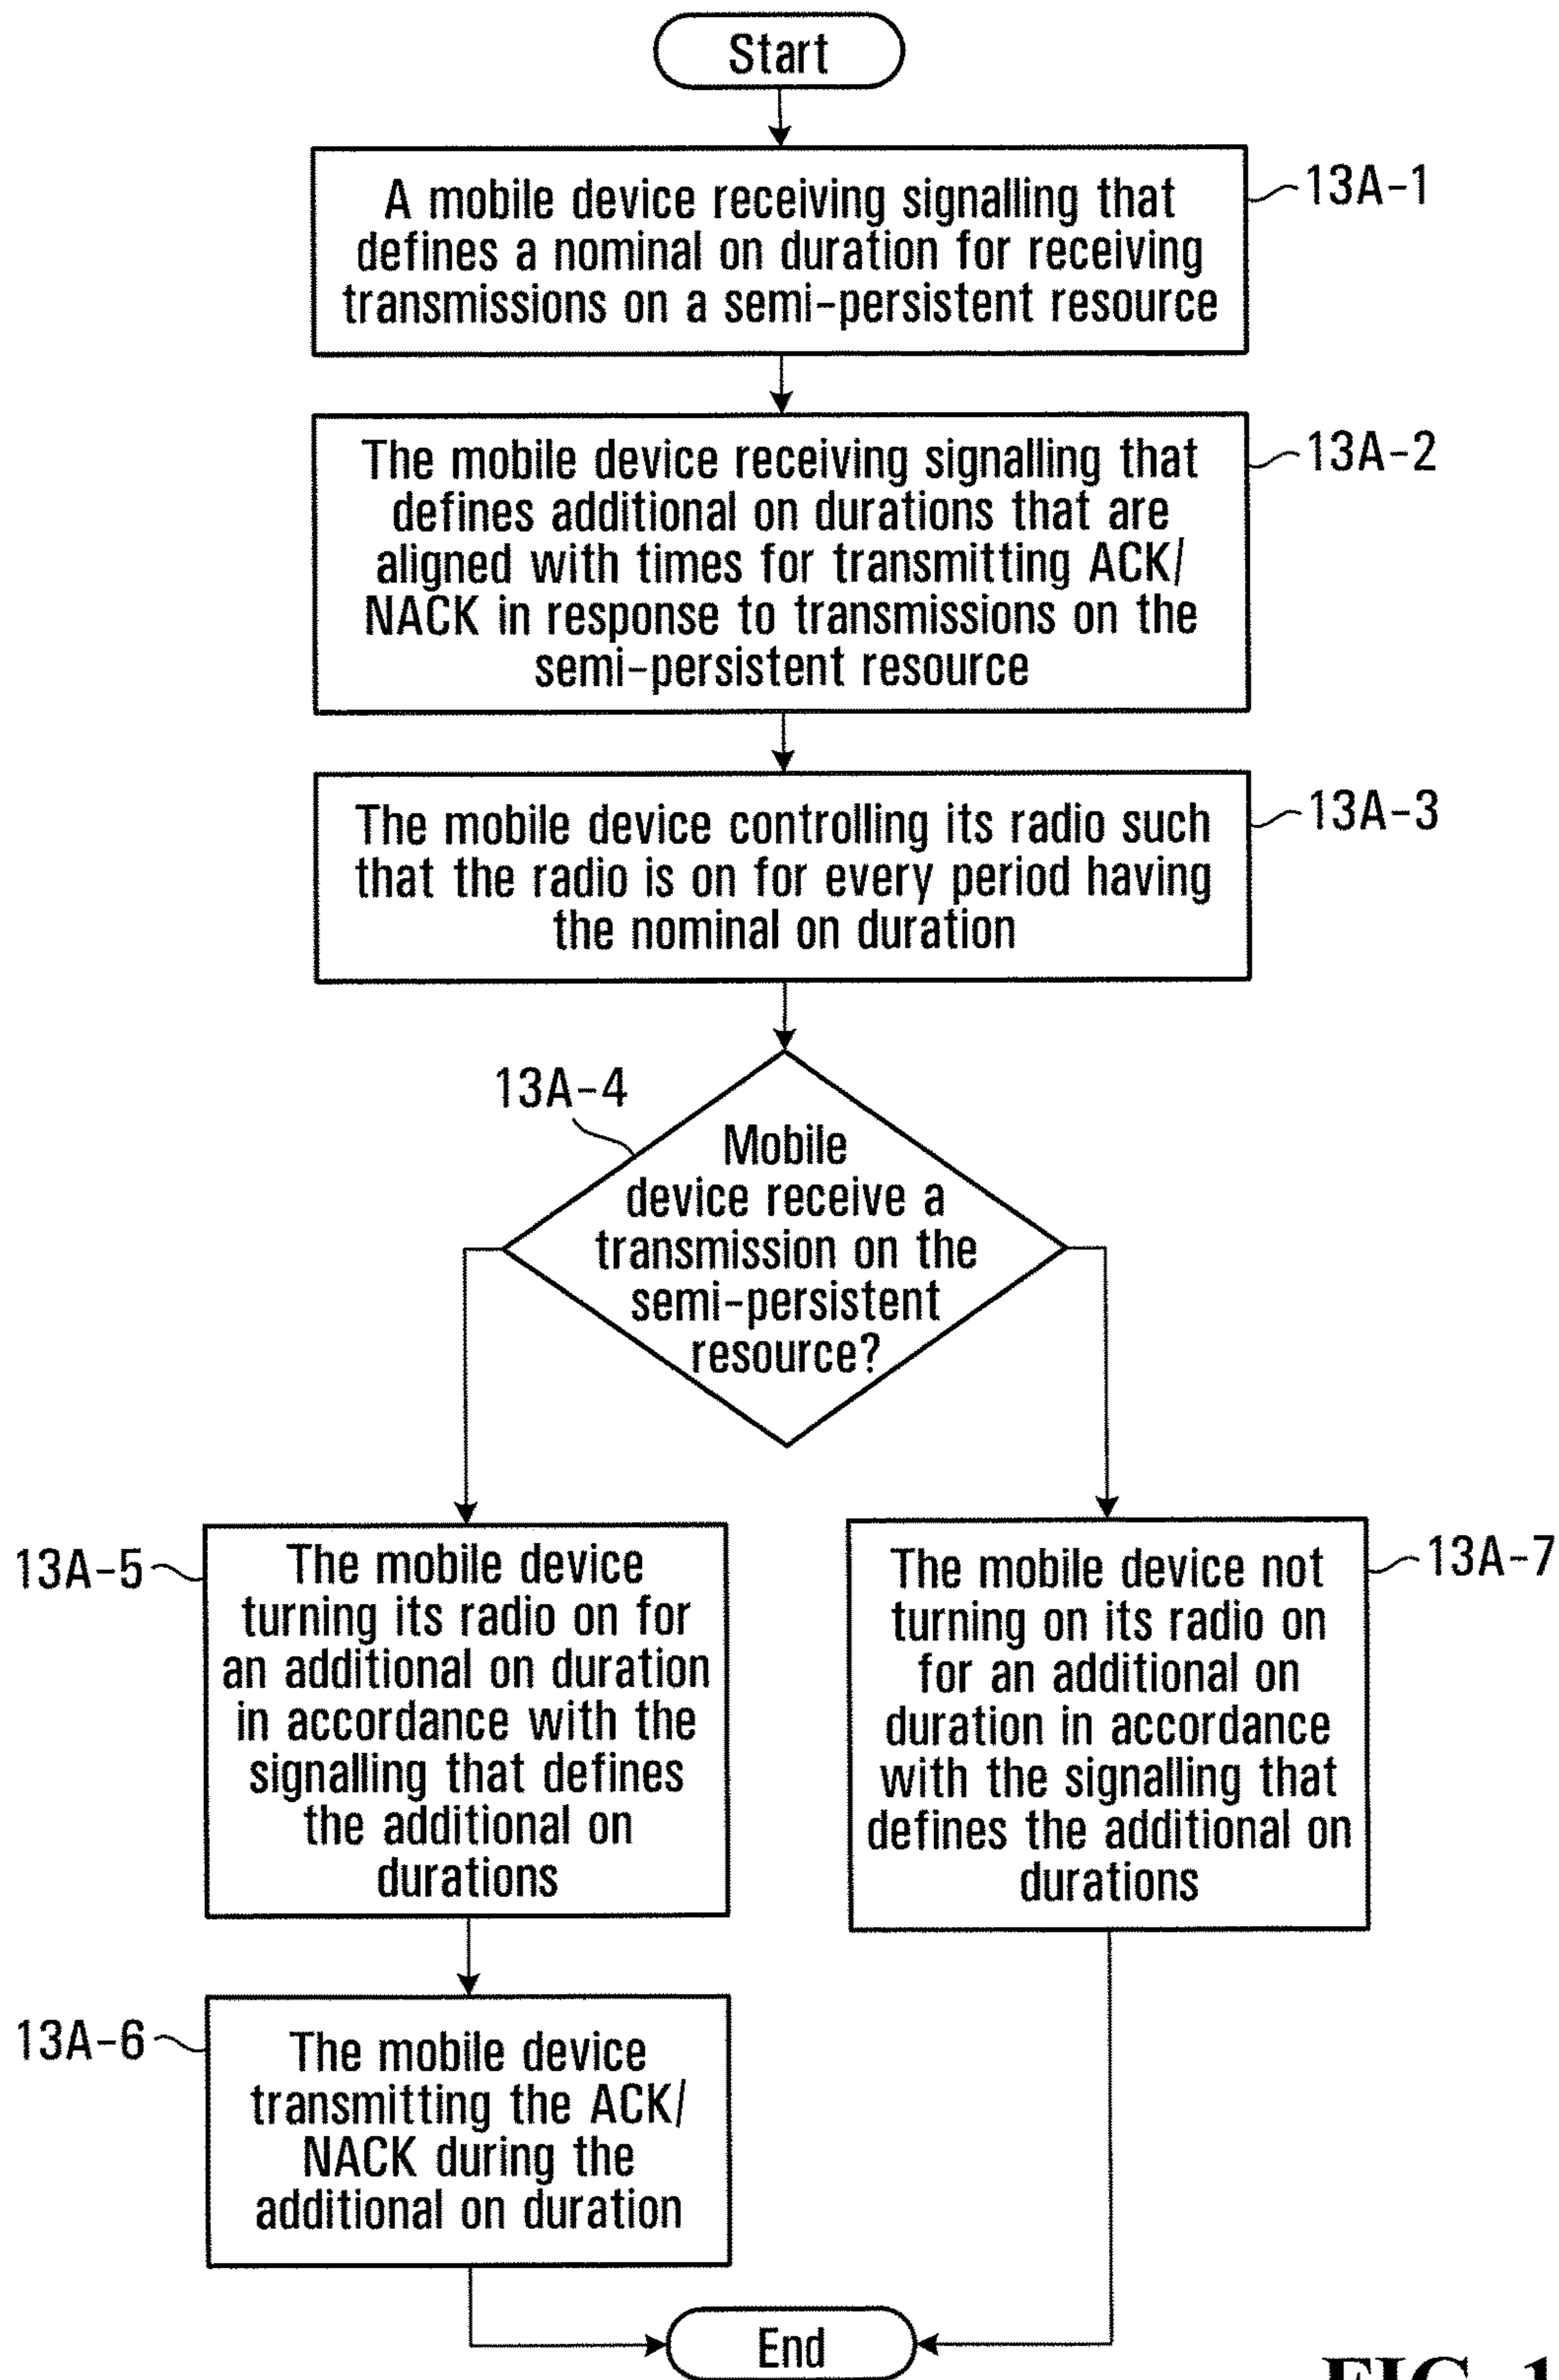 Start
A mobile device receiving signalling that
defines a nominal on duration for receiving
transmissions on a semi-persistent resource
13A-1
The mobile device receiving signalling that
defines additional on durations that are
aligned with times for transmitting ACK/
NACK in response to transmissions on the
semi-persistent resource
13A-2
The mobile device controlling its radio such
that the radio is on for every period having
the nominal on duration
13A-3
13A-4
Mobile
device receive a
transmission on the
semi-persistent
resource?
13A-5
The mobile device
turning its radio on for
an additional on duration
in accordance with the
signalling that defines
the additional on
durations
The mobile device not
turning on its radio on
for an additional on
duration in accordance
with the signalling that
defines the additional on
durations
13A-7
13A-6
The mobile device
transmitting the ACK/
NACK during the
additional on duration
End